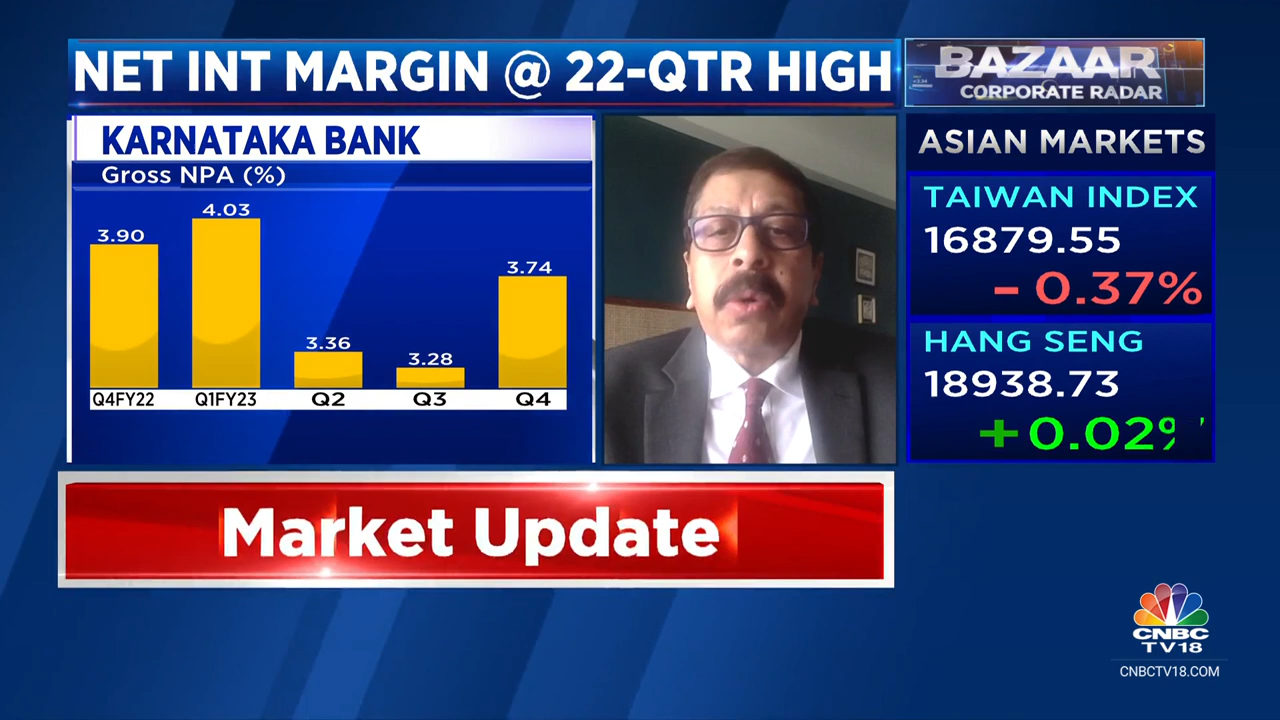 NET INT MARGIN @ 22-QTR HIGH
BAZAAR
CORPORATE RADAR
KARNATAKA BANK
Gross NPA (%)
3.90
4.03
3.36
3.28
3.74
Q4FY22
Q1FY23
Q2
Q3
Q4
ASIAN MARKETS
TAIWAN INDEX
16879.55
- 0.37%
HANG SENG
18938.73
+0.02%
Market Update
CNBC
TV18
CNBCTV18.COM